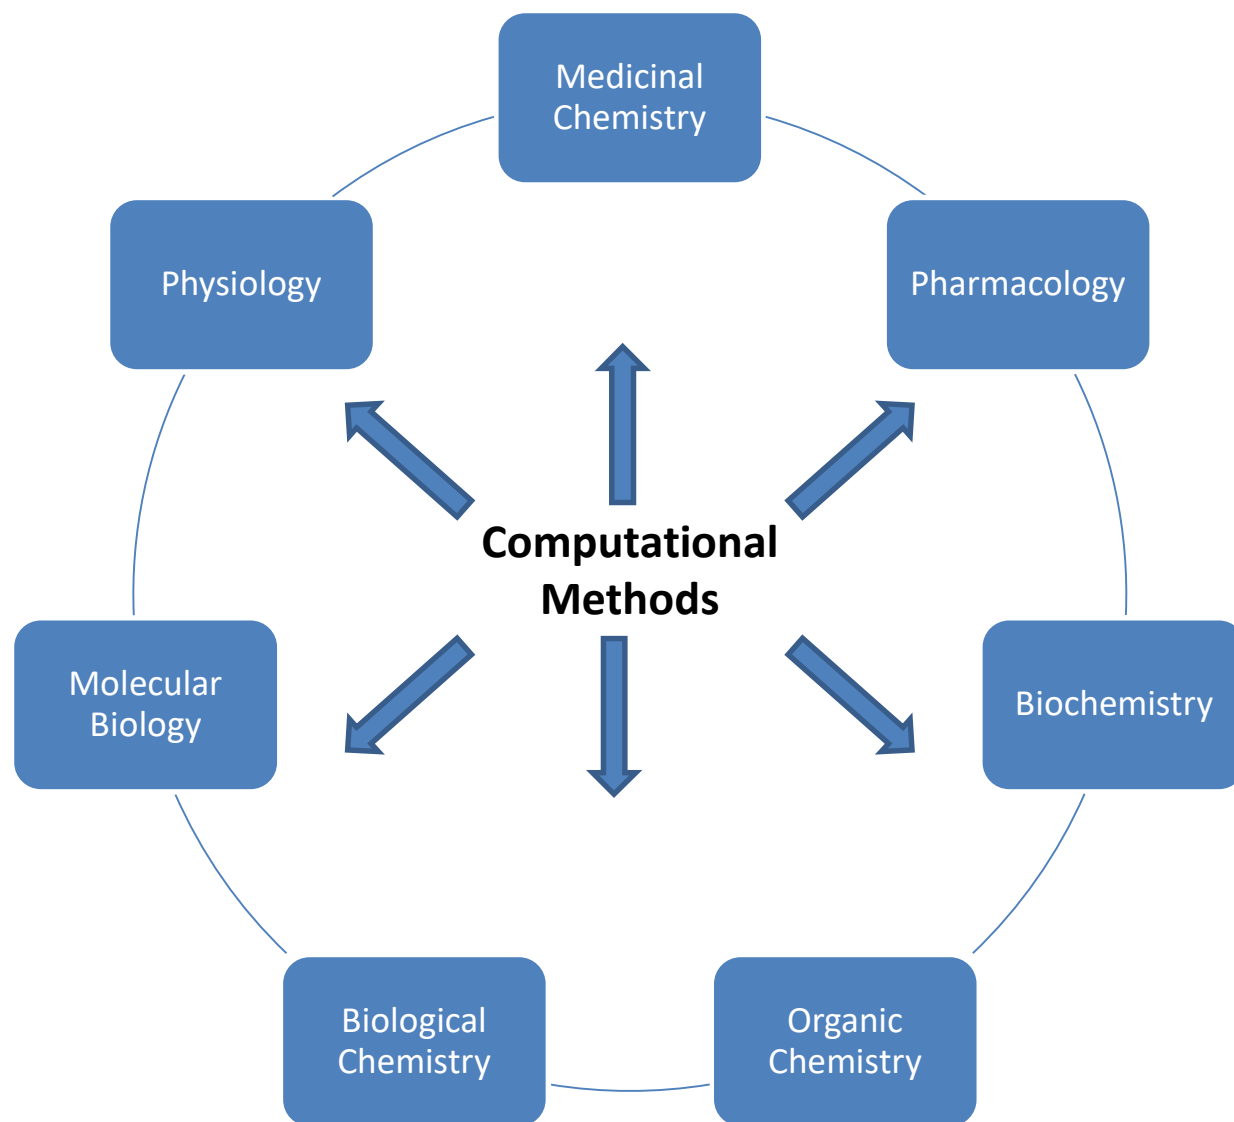 Medicinal
Chemistry
Physiology
Pharmacology
Computational
Methods
Molecular
Biology
Biochemistry
Biological
Chemistry
Organic
Chemistry